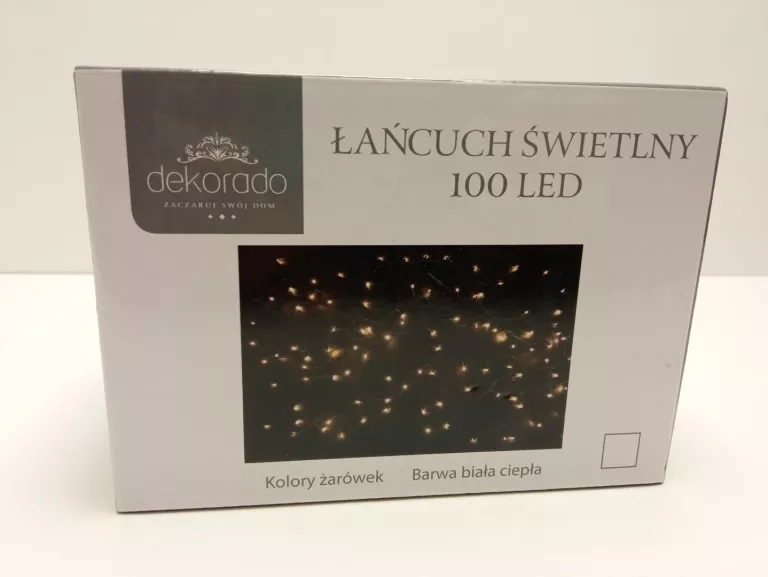 dekorado
ZACZARUJ SWÓJ DOM
ŁAŃCUCH ŚWIETLNY
100 LED
Kolory żarówek Barwa biała ciepła